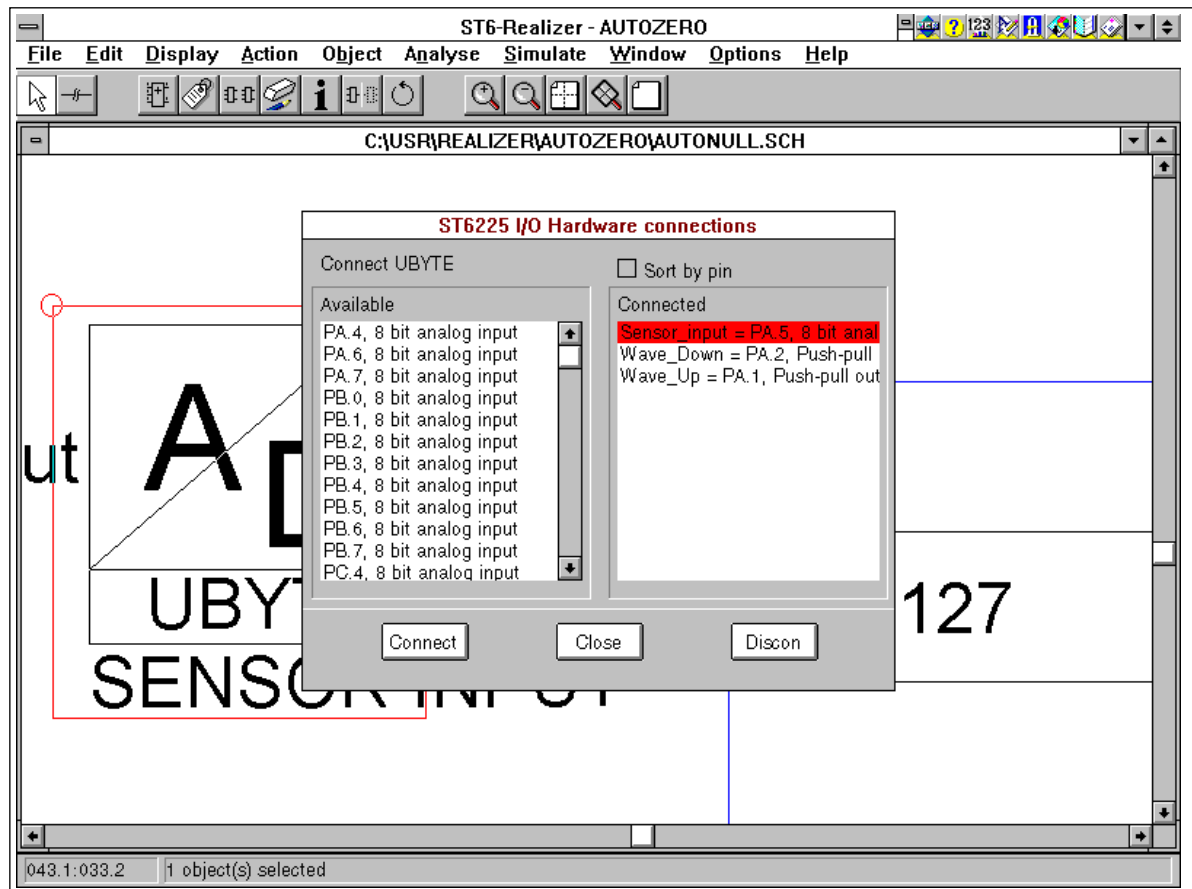 ST6-Realizer - AUTOZERO
123
File Edit Display Action Object Analyse Simulate Window Options Help
C:\USR\REALIZER\AUTOZERO\AUTONULL.SCH
ST6225 I/O Hardware connections
Connect UBYTE
Sort by pin
Available
PA.4, 8 bit analog input
PA.6, 8 bit analog input
PA.7, 8 bit analog input
PB.0, 8 bit analog input
PB.1, 8 bit analog input
PB.2, 8 bit analog input
PB.3, 8 bit analog input
PB.4, 8 bit analog input
PB.5, 8 bit analog input
PB.6, 8 bit analog input
PB.7, 8 bit analog input
PC.4, 8 bit analog input
Connected
Sensor_input = PA.5, 8 bit anal
Wave_Down = PA.2, Push-pull
Wave_Up = PA.1, Push-pull out
Connect Close Discon
ut
A
D
UBYT
SENSOR INPUT
127
043.1:033.2 1 object(s) selected